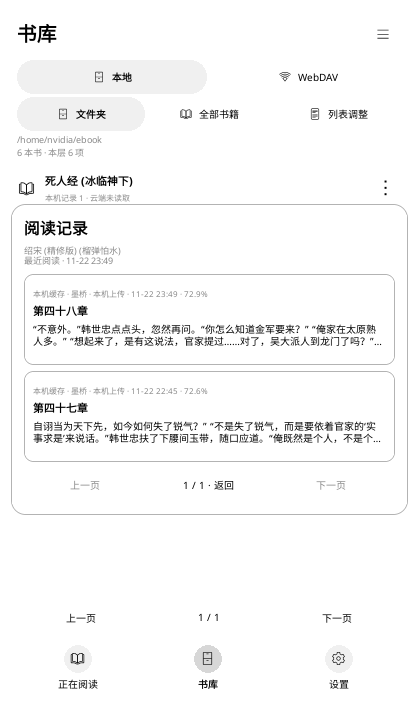 书库
本地
WebDAV
文件夹
全部书籍
列表调整
/home/nvidia/ebook
6 本书 · 本层 6 项
死人经 (冰临神下)
本机记录 1 · 云端未读取
阅读记录
绍宋 (精修版) (榴弹怕水)
最近阅读 · 11-22 23:49
本机缓存 · 墨桥 · 本机上传 · 11-22 23:49 · 72.9%
第四十八章
“不意外。”韩世忠点点头，忽然再问。“你怎么知道金军要来？” “俺家在太原熟
人多。” “想起来了，是有这说法，官家提过……对了，吴大派人到龙门了吗？”...
本机缓存 · 墨桥 · 本机上传 · 11-22 22:45 · 72.6%
第四十七章
自诩当为天下先，如今如何失了锐气？” “不是失了锐气，而是要依着官家的‘实
事求是’来说话。”韩世忠扶了下腰间玉带，随口应道。“俺既然是个人，不是个...
上一页
1 / 1 · 返回
下一页
上一页
1 / 1
下一页
正在阅读
书库
设置